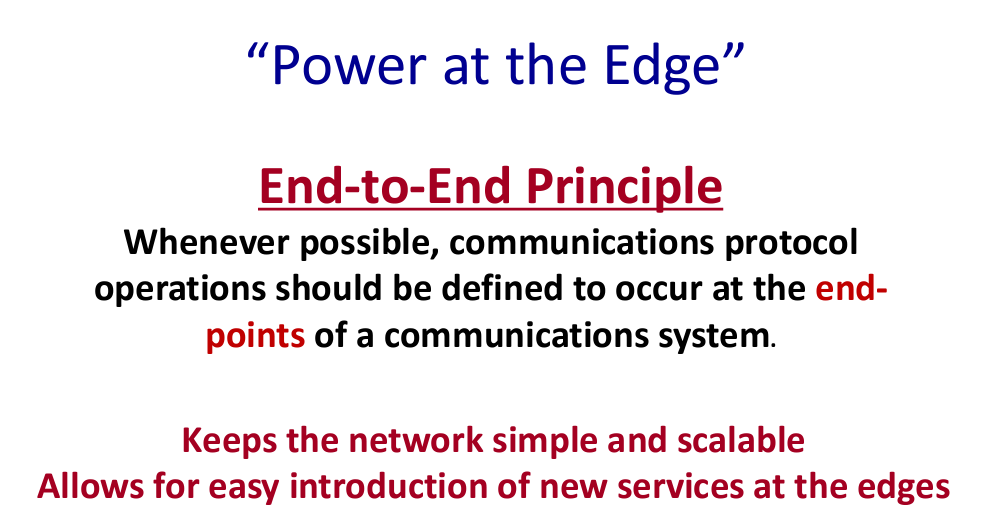 “Power at the Edge”
End-to-End Principle
Whenever possible, communications protocol
operations should be defined to occur at the end-
points of a communications system.
Keeps the network simple and scalable
Allows for easy introduction of new services at the edges